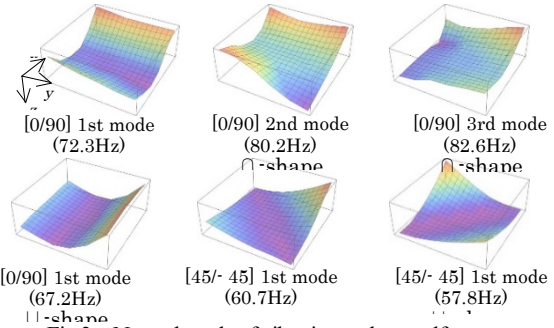 y
[0/90] 1st mode
(72.3Hz)
[0/90] 2nd mode
(80.2Hz)
∩-shape
[0/90] 3rd mode
(82.6Hz)
∩-shape
[0/90] 1st mode
(67.2Hz)
[45/- 45] 1st mode
(60.7Hz)
[45/- 45] 1st mode
(57.8Hz)